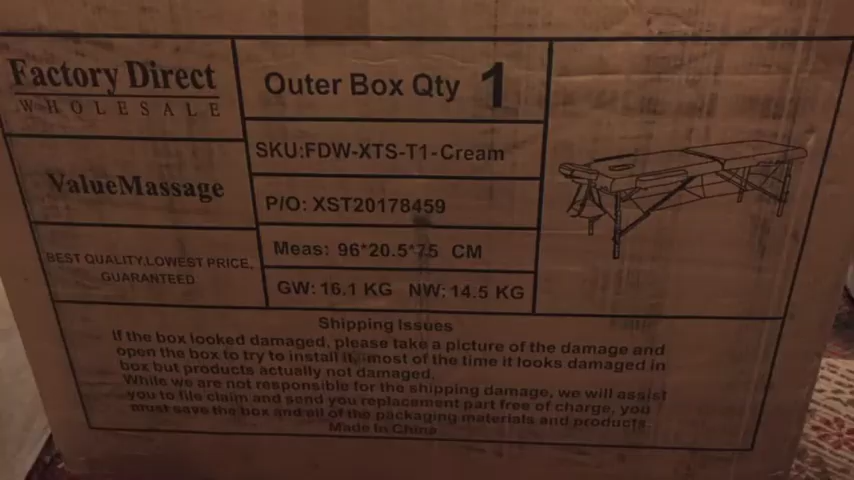 Factory Direct
WHOLESALE
Outer Box Qty 1
SKU:FDW-XTS-T1-Cream
ValueMassage
P/O: XST20178459
BEST QUALITY,LOWEST PRICE,
GUARANTEED
Meas: 96*20.5*75 CM
GW: 16.1 KG NW: 14.5 KG
Shipping Issues
If the box looked damaged, please take a picture of the damage and
open the box to try to install it, most of the time it looks damaged in
box but products actually not damaged.
While we are not responsible for the shipping damage, we will assist
you to file claim and send you replacement part free of charge, you
must save the box and all of the packaging materials and products.
Made In China